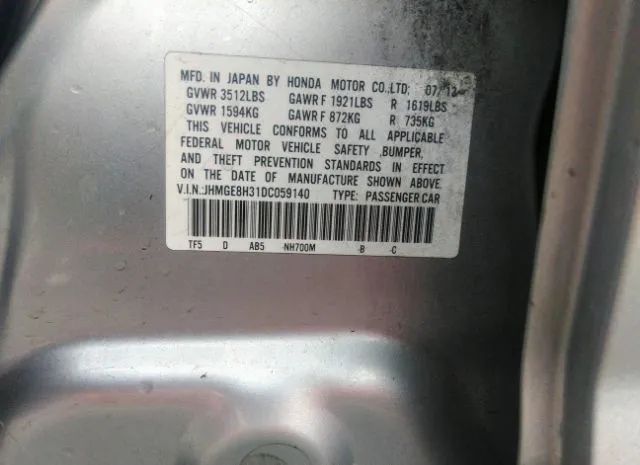 MFD. IN JAPAN BY HONDA MOTOR CO.,LTD. 07/12
GVWR 3512LBS GAWR F 1921LBS R 1619LBS
GVWR 1594KG GAWR F 872KG R 735KG
THIS VEHICLE CONFORMS TO ALL APPLICABLE
FEDERAL MOTOR VEHICLE SAFETY ,BUMPER,
AND THEFT PREVENTION STANDARDS IN EFFECT
ON THE DATE OF MANUFACTURE SHOWN ABOVE.
V.I.N.:JHMGE8H31DC059140 TYPE: PASSENGER CAR
TF5 D AB5 NH700M B C